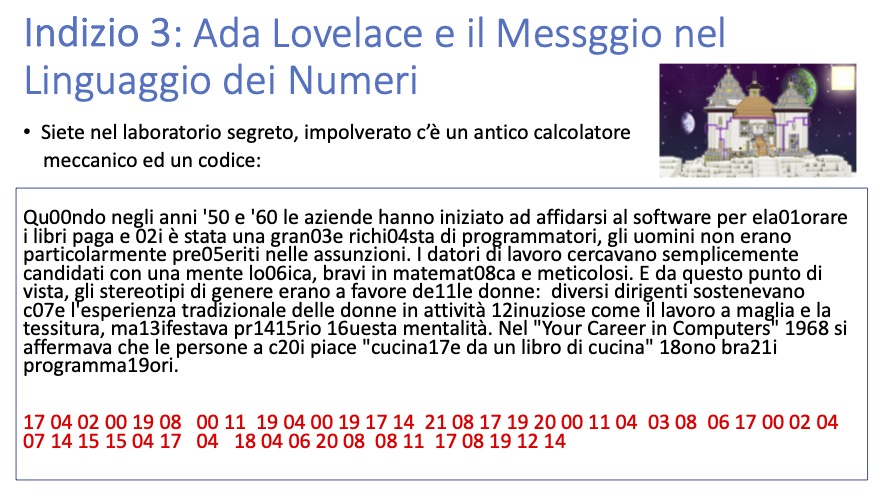 Indizio 3: Ada Lovelace e il Messggio nel
Linguaggio dei Numeri
• Siete nel laboratorio segreto, impolverato c’è un antico calcolatore
meccanico ed un codice:
Qu00ndo negli anni '50 e '60 le aziende hanno iniziato ad affidarsi al software per ela01orare
i libri paga e 02i è stata una gran03e richi04sta di programmatori, gli uomini non erano
particolarmente pre05eriti nelle assunzioni. I datori di lavoro cercavano semplicemente
candidati con una mente lo06ica, bravi in matemat08ca e meticolosi. E da questo punto di
vista, gli stereotipi di genere erano a favore de11le donne:  diversi dirigenti sostenevano
c07e l'esperienza tradizionale delle donne in attività 12inuziose come il lavoro a maglia e la
tessitura, ma13ifestava pr1415rio 16uesta mentalità. Nel "Your Career in Computers" 1968 si
affermava che le persone a c20i piace "cucina17e da un libro di cucina" 18ono bra21i
programma19ori.
17 04 02 00 19 08   00 11  19 04 00 19 17 14  21 08 17 19 20 00 11 04  03 08  06 17 00 02 04
07 14 15 15 04 17   04   18 04 06 20 08  08 11  17 08 19 12 14